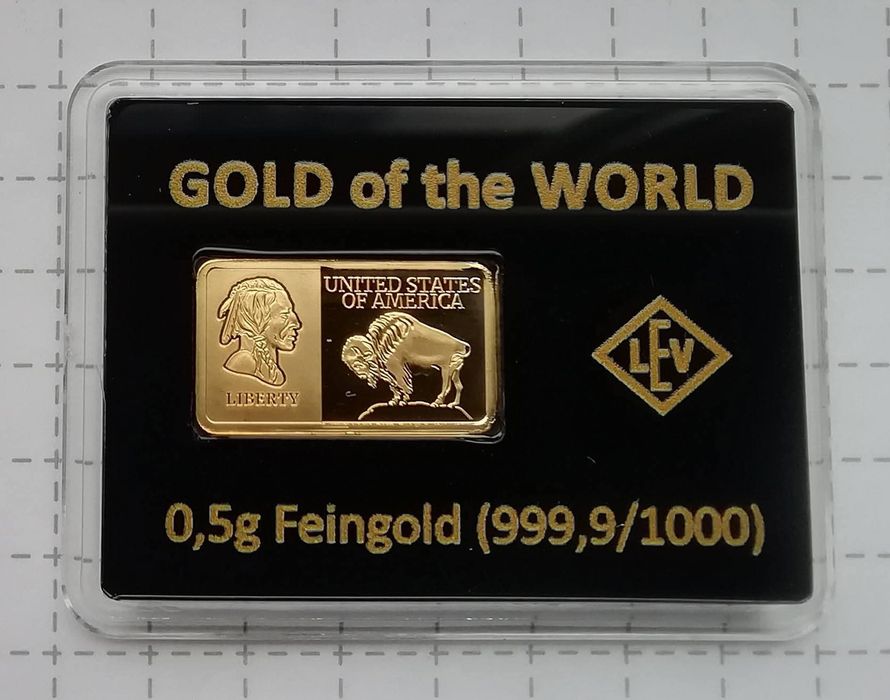 GOLD of the WORLD
UNITED STATES
OF AMERICA
LIBERTY
LEV
0,5g Feingold (999,9/1000)